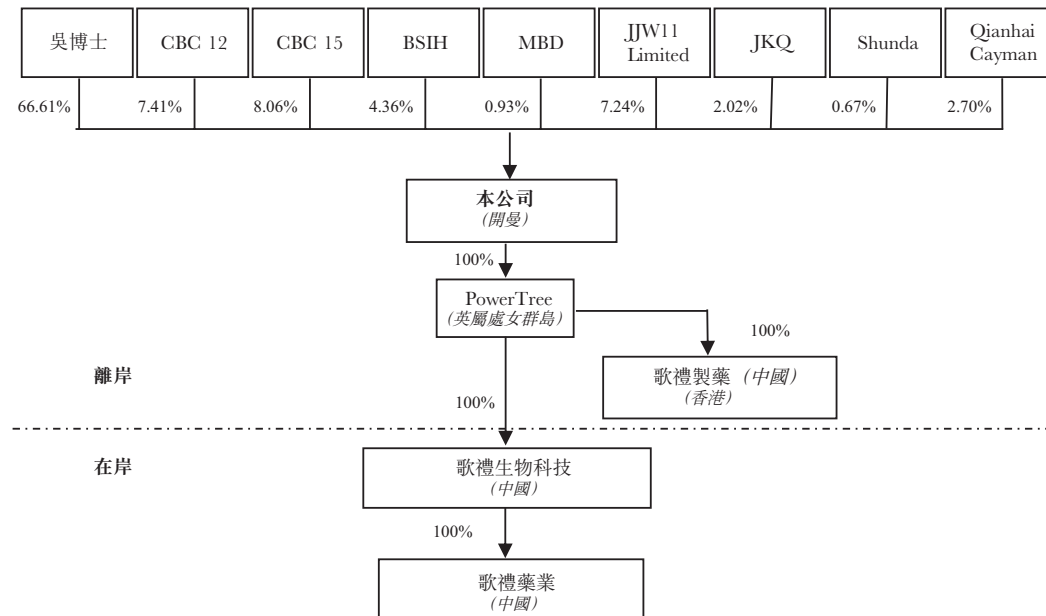 吳博士
CBC 12
CBC 15
BSIH
MBD
JJW11
Limited
JKQ
Shunda
Qianhai
Cayman
66.61%
7.41%
8.06%
4.36%
0.93%
7.24%
2.02%
0.67%
2.70%
本公司
(開曼)
100%
PowerTree
(英屬處女群島)
100%
離岸
歌禮製藥（中國）
(香港)
100%
在岸
歌禮生物科技
(中國)
100%
歌禮藥業
(中國)